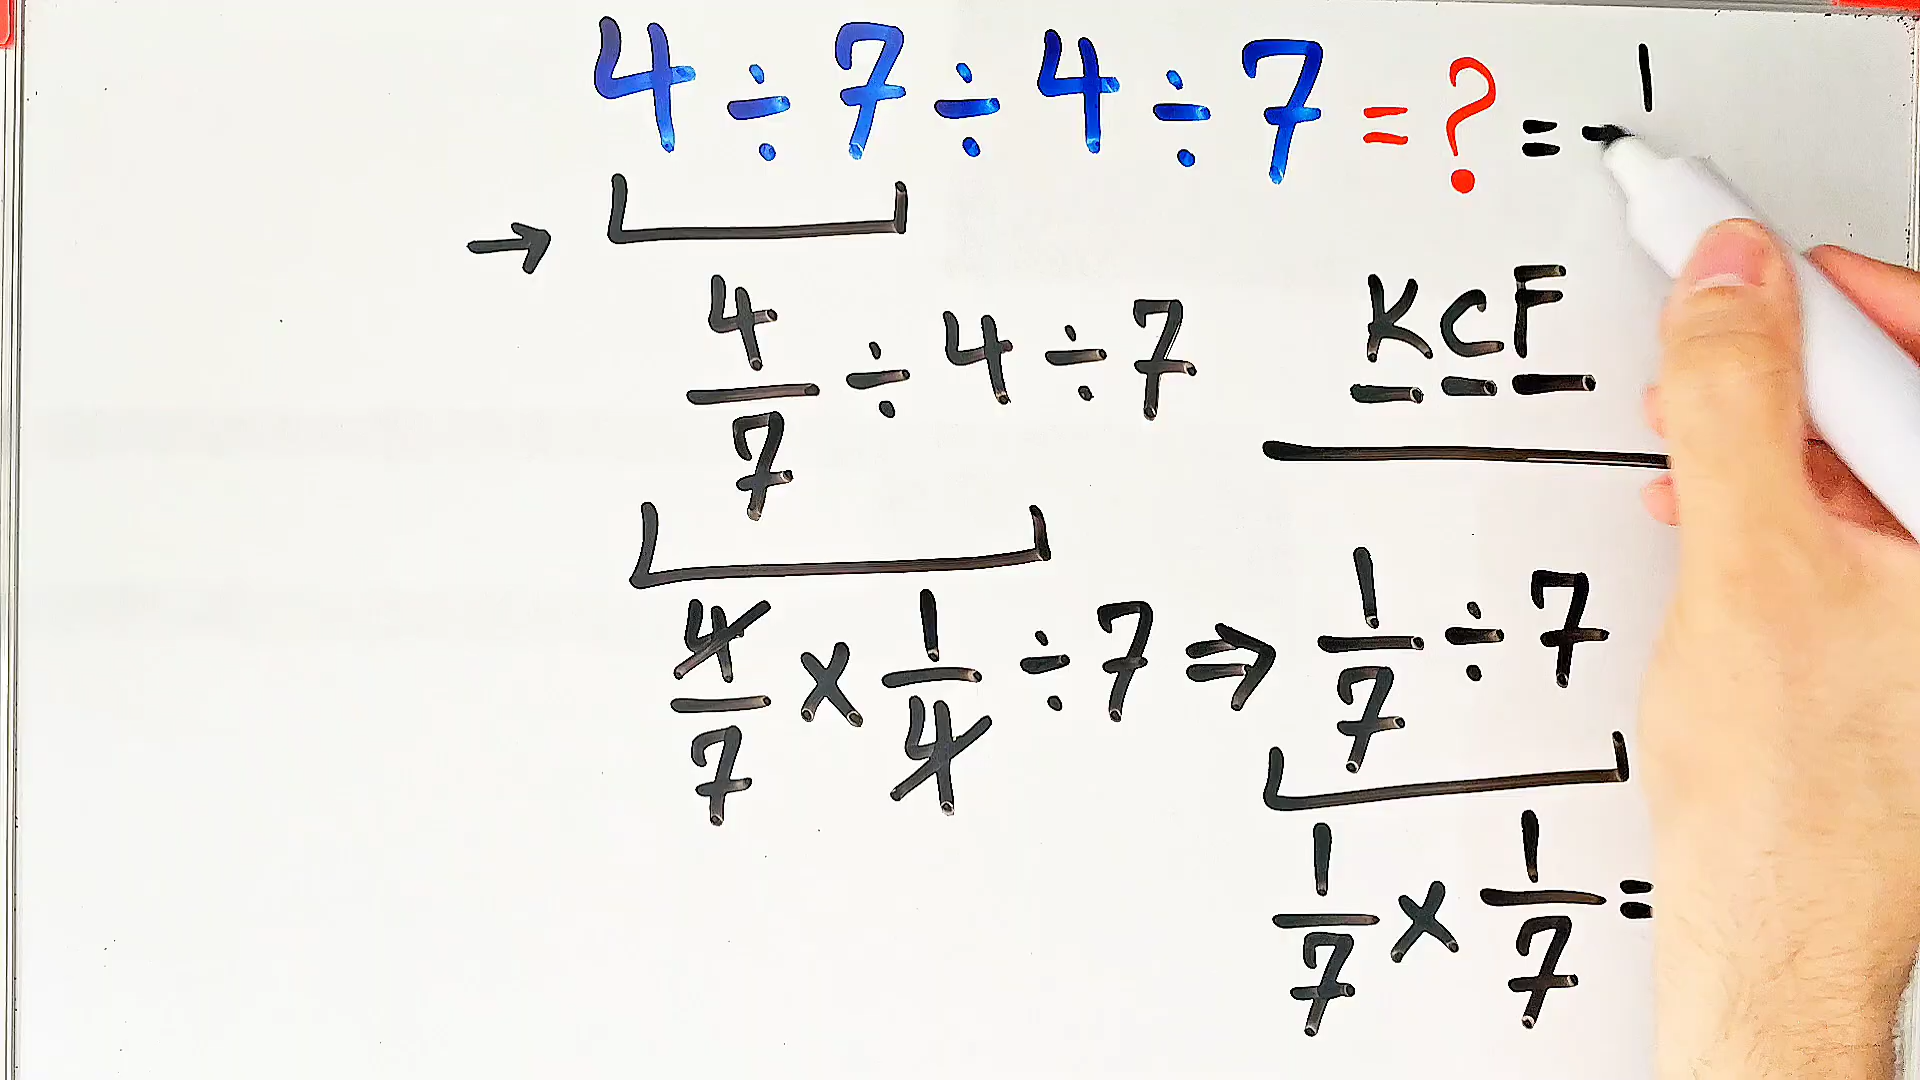 4 ÷ 7 ÷ 4 ÷ 7 = ? = 1
→
4/7 ÷ 4 ÷ 7
KCF
4/7 × 1/4 ÷ 7 ⇒ 1/7 ÷ 7
1/7 × 1/7 =